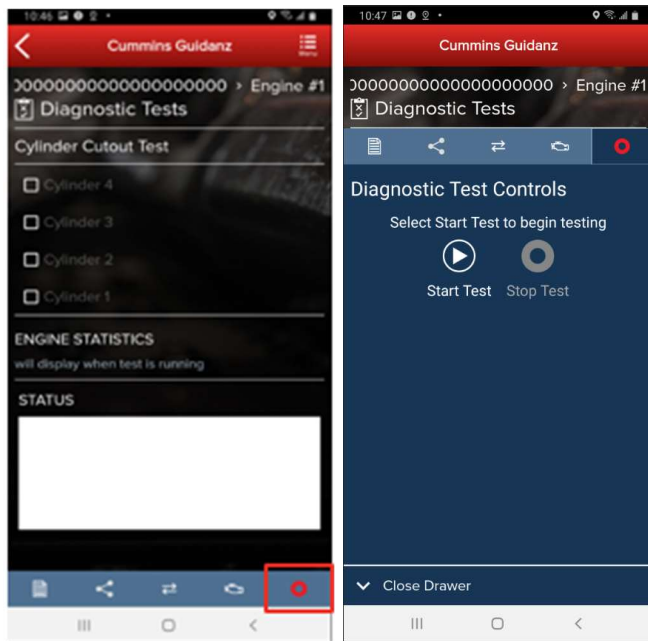 10:46
Cummins Guidanz
Menu
00000000000000000000 > Engine #1
Diagnostic Tests
Cylinder Cutout Test
Cylinder 4
Cylinder 3
Cylinder 2
Cylinder 1
ENGINE STATISTICS
will display when test is running
STATUS
10:47
Cummins Guidanz
00000000000000000000 > Engine #1
Diagnostic Tests
Diagnostic Test Controls
Select Start Test to begin testing
Start Test Stop Test
Close Drawer